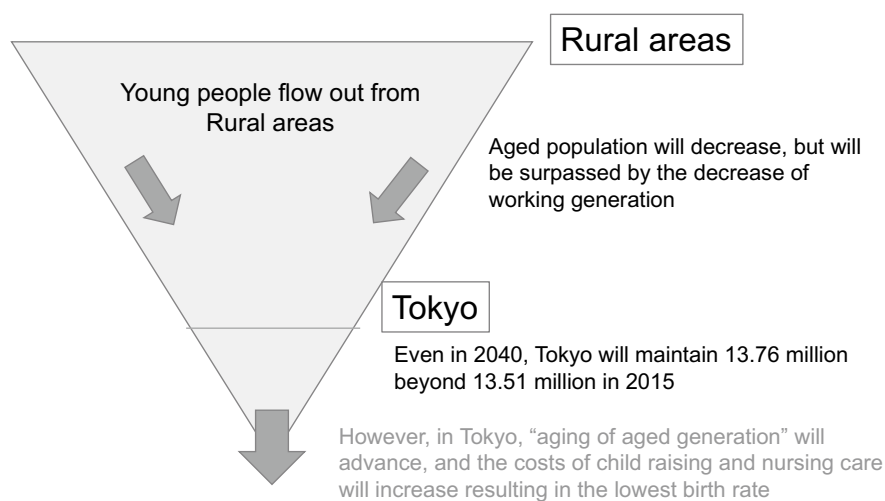 Rural areas
Young people flow out from
Rural areas
Aged population will decrease, but will
be surpassed by the decrease of
working generation
Tokyo
Even in 2040, Tokyo will maintain 13.76 million
beyond 13.51 million in 2015
However, in Tokyo, “aging of aged generation” will
advance, and the costs of child raising and nursing care
will increase resulting in the lowest birth rate